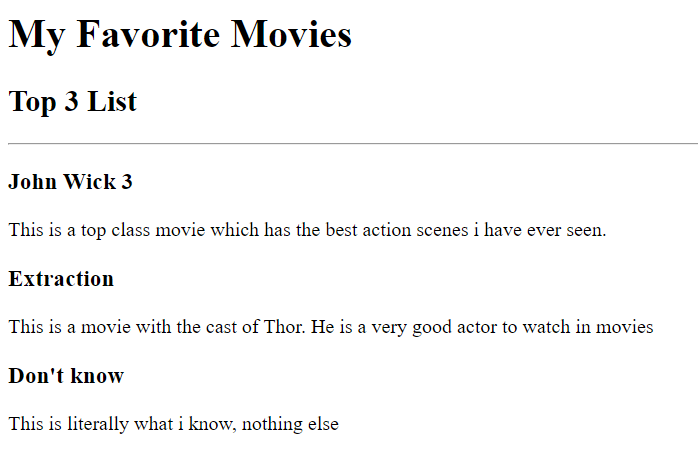 My Favorite Movies
Top 3 List
John Wick 3
This is a top class movie which has the best action scenes i have ever seen.
Extraction
This is a movie with the cast of Thor. He is a very good actor to watch in movies
Don't know
This is literally what i know, nothing else